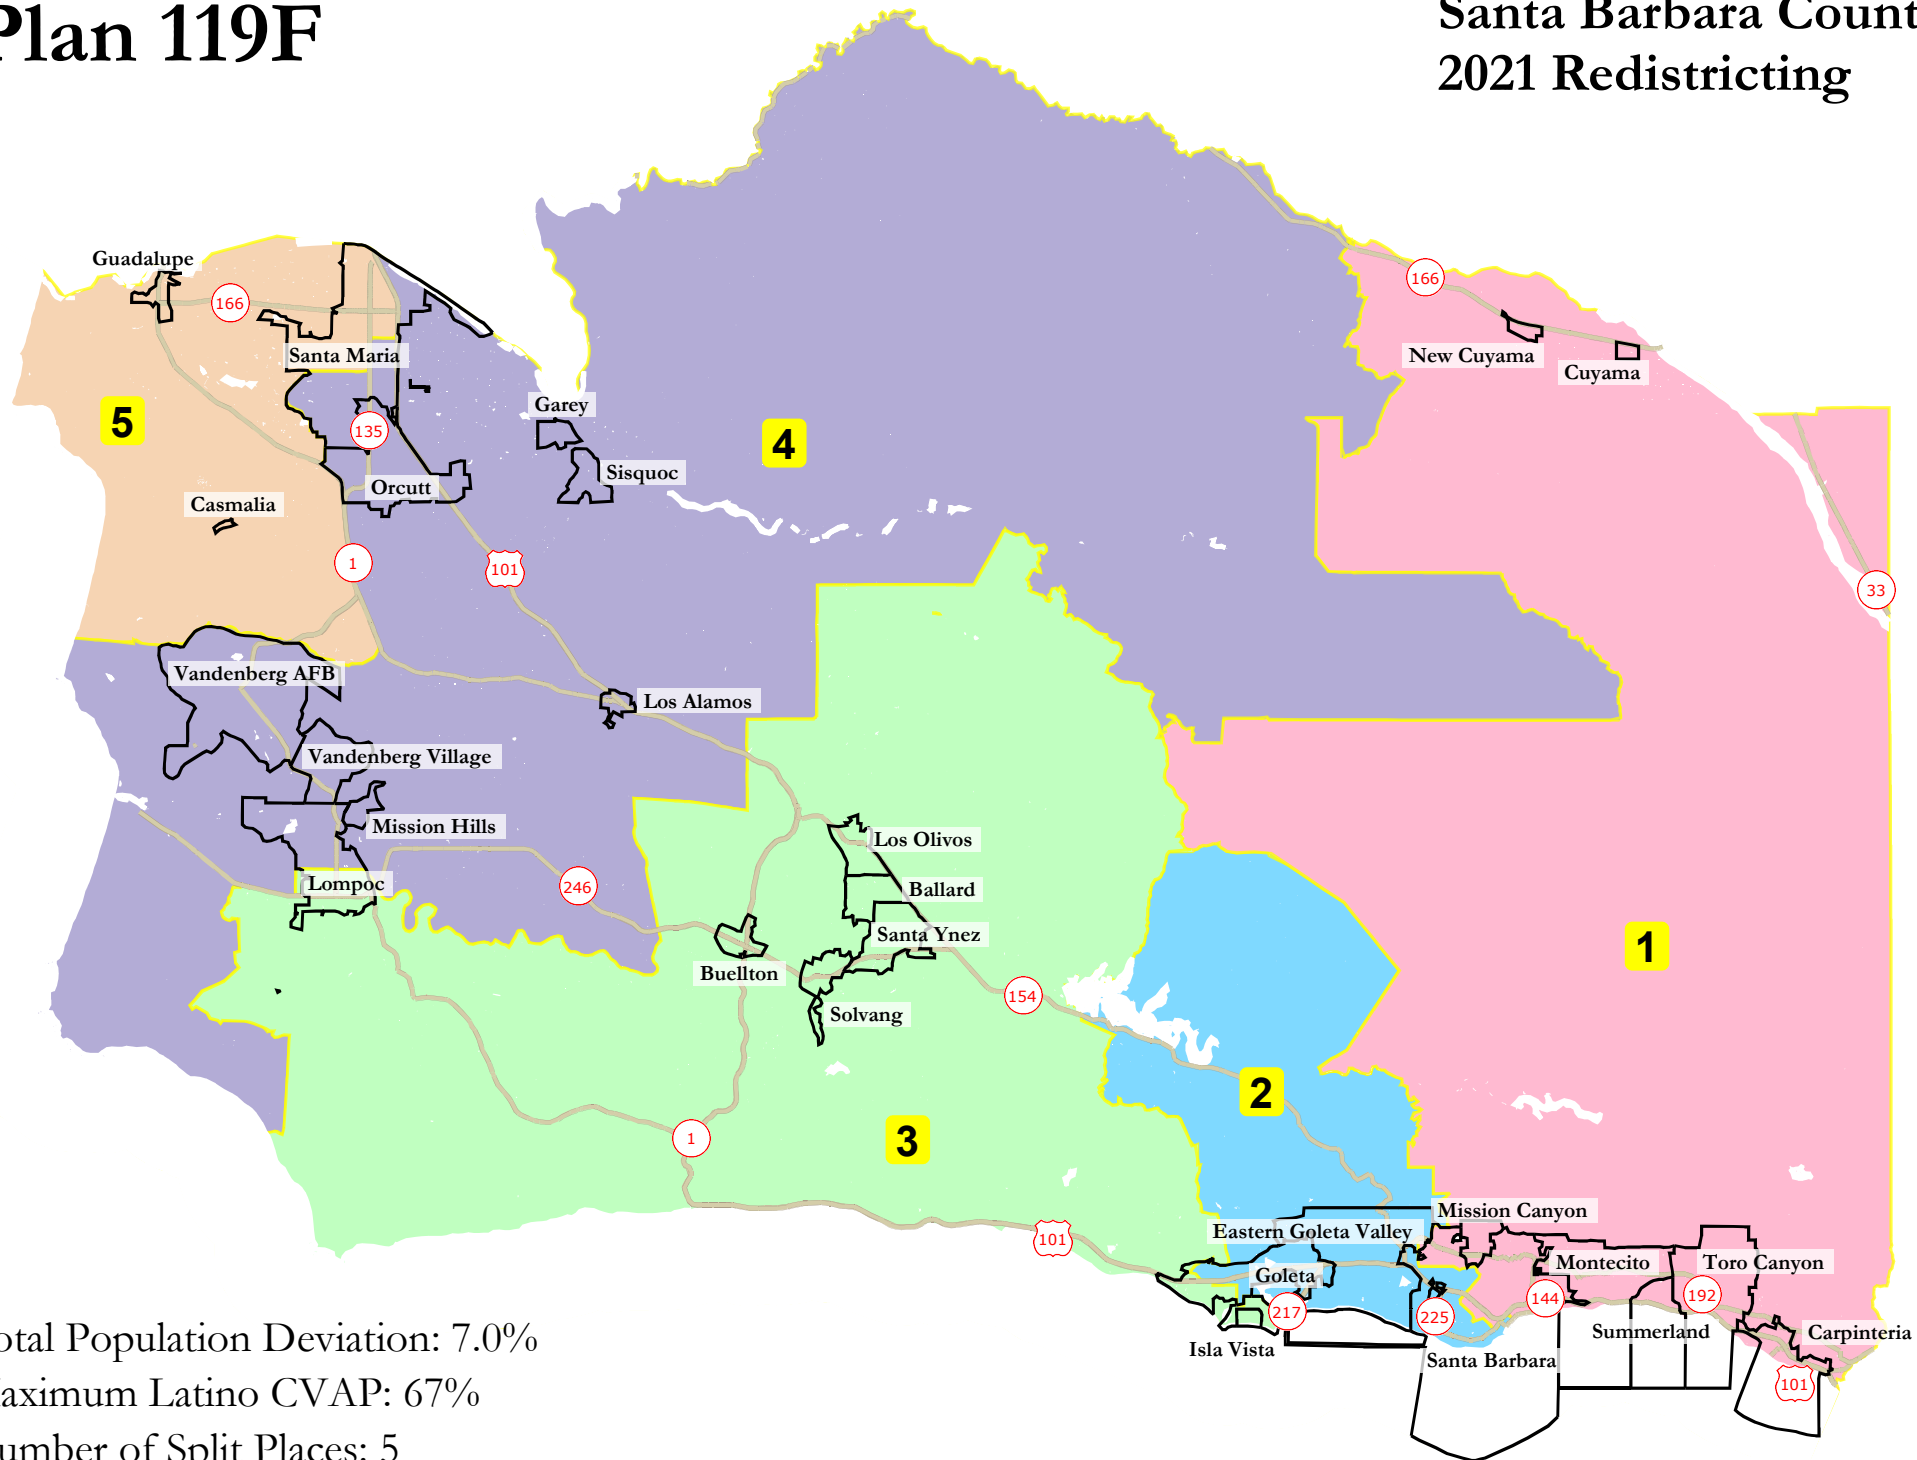 Plan 119F
Santa Barbara Count
2021 Redistricting
Guadalupe
166
166
Santa Maria
New Cuyama
Cuyama
Garey
5
135
4
Sisquoc
Orcutt
Casmalia
1
101
33
Vandenberg AFB
Los Alamos
Vandenberg Village
Mission Hills
Los Olivos
Lompoc
246
Ballard
Santa Ynez
1
Buellton
154
Solvang
2
1
3
Mission Canyon
Eastern Goleta Valley
101
Goleta
Montecito
Toro Canyon
217
225
144
192
Isla Vista
Santa Barbara
Summerland
Carpinteria
101
otal Population Deviation: 7.0%
aximum Latino CVAP: 67%
umber of Split Places: 5